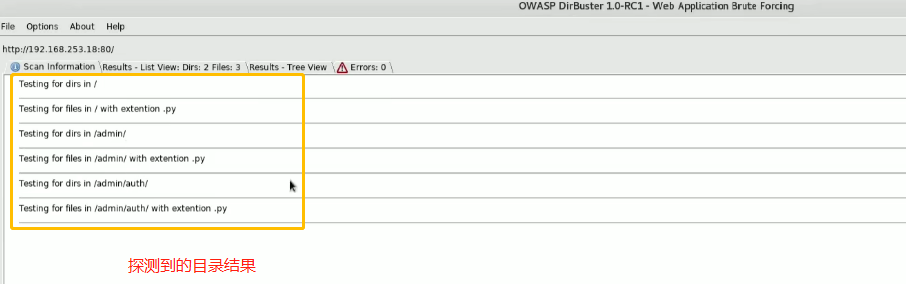 OWASP DirBuster 1.0-RC1 - Web Application Brute Forcing
File Options About Help
http://192.168.253.18:80/
Scan Information Results - List View: Dirs: 2 Files: 3 Results - Tree View Errors: 0
Testing for dirs in /
Testing for files in / with extention .py
Testing for dirs in /admin/
Testing for files in /admin/ with extention .py
Testing for dirs in /admin/auth/
Testing for files in /admin/auth/ with extention .py
探测到的目录结果